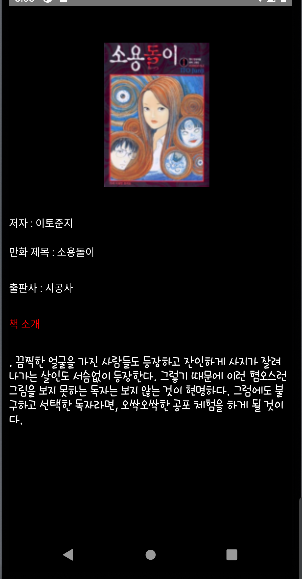 소용돌이
저자 : 이토준지
만화 제목 : 소용돌이
출판사 : 시공사
책 소개
. 끔찍한 얼굴을 가진 사람들도 등장하고 잔인하게 사지가 잘려
나가는 살인도 서슴없이 등장한다. 그렇기 때문에 이런 혐오스런
그림을 보지 못하는 독자는 보지 않는 것이 현명하다. 그럼에도 불
구하고 선택한 독자라면, 오싹오싹한 공포 체험을 하게 될 것이
다.